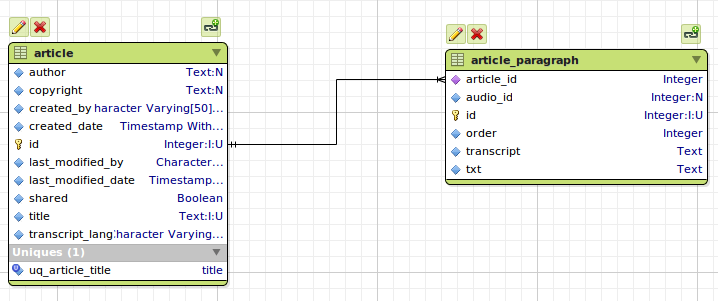 article
author Text:N
copyright Text:N
created_by haracter Varying[50]...
created_date Timestamp With...
id Integer:I:U
last_modified_by Character...
last_modified_date Timestamp...
shared Boolean
title Text:I:U
transcript_lang haracter Varying...
Uniques (1)
uq_article_title title
article_paragraph
article_id Integer
audio_id Integer:N
id Integer:I:U
order Integer
transcript Text
txt Text